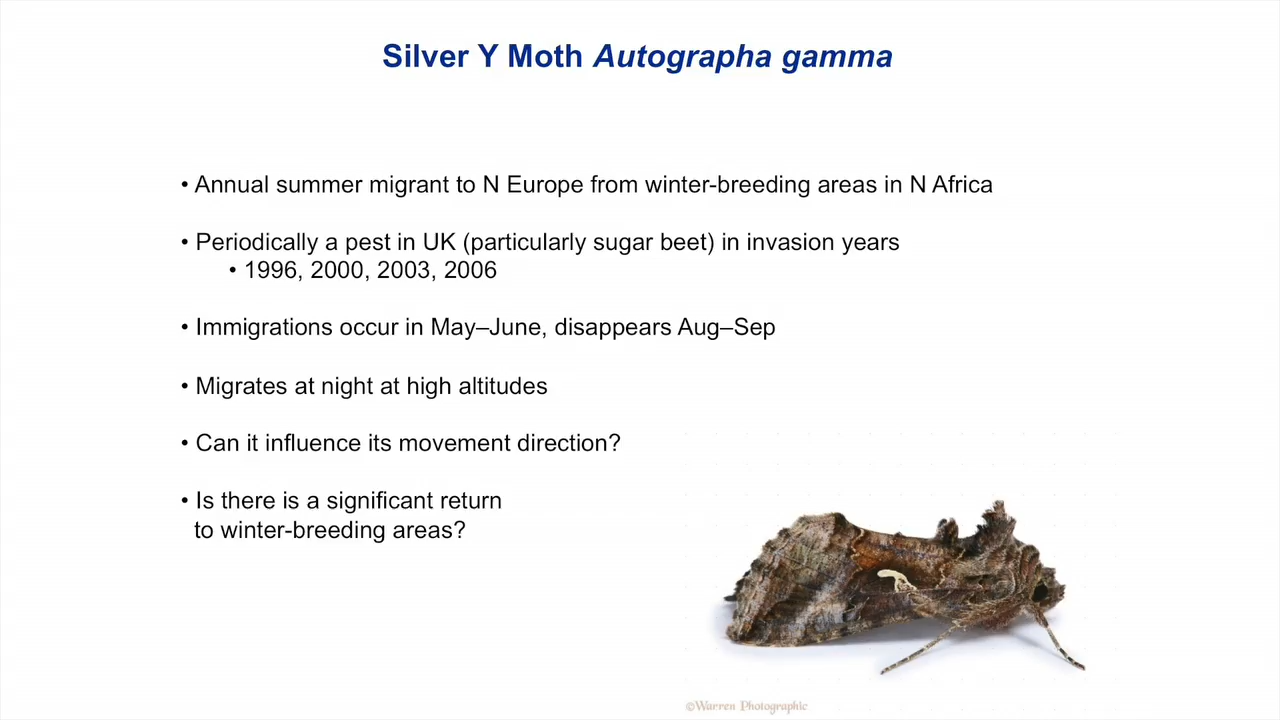 Silver Y Moth Autographa gamma
• Annual summer migrant to N Europe from winter-breeding areas in N Africa
• Periodically a pest in UK (particularly sugar beet) in invasion years
• 1996, 2000, 2003, 2006
• Immigrations occur in May–June, disappears Aug–Sep
• Migrates at night at high altitudes
• Can it influence its movement direction?
• Is there is a significant return
to winter-breeding areas?
©Warren Photographic